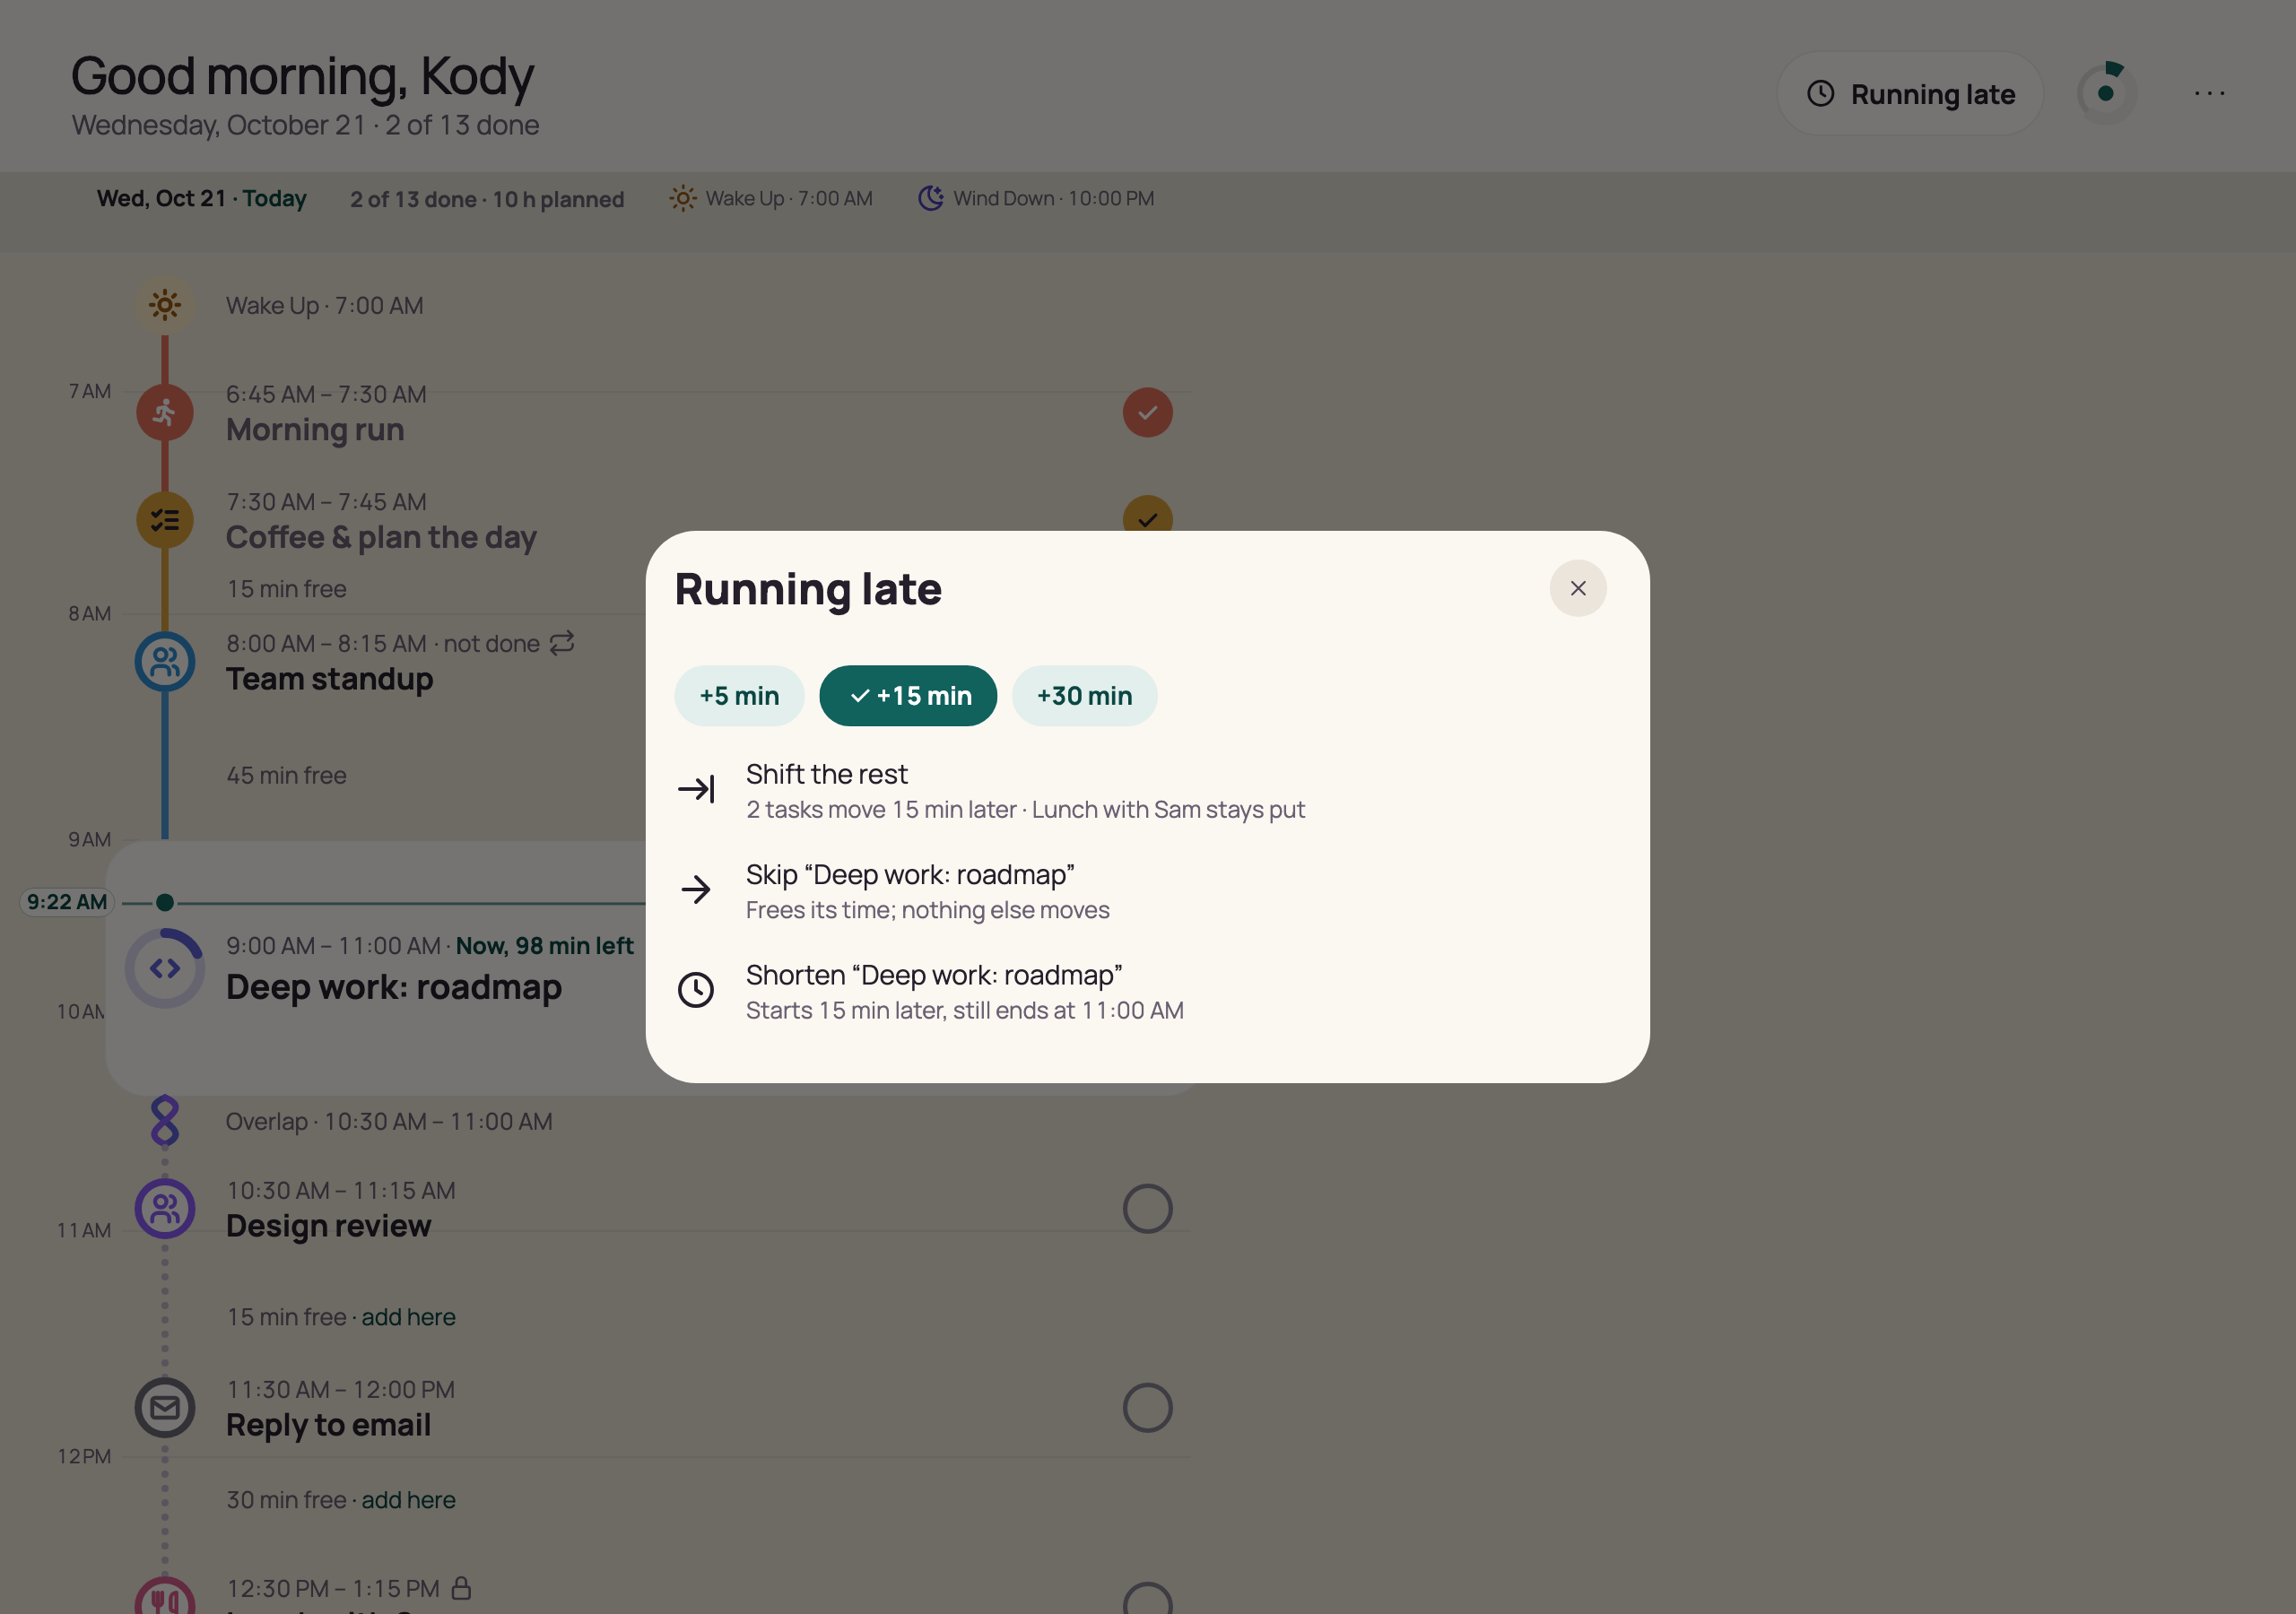 Good morning, Kody
Wednesday, October 21 · 2 of 13 done
Running late
Wed, Oct 21 · Today
2 of 13 done · 10 h planned
Wake Up · 7:00 AM
Wind Down · 10:00 PM
Wake Up · 7:00 AM
7 AM
6:45 AM – 7:30 AM
Morning run
7:30 AM – 7:45 AM
Coffee & plan the day
15 min free
8 AM
8:00 AM – 8:15 AM · not done
Team standup
45 min free
9 AM
9:22 AM
9:00 AM – 11:00 AM · Now, 98 min left
Deep work: roadmap
10 AM
Overlap · 10:30 AM – 11:00 AM
10:30 AM – 11:15 AM
Design review
11 AM
15 min free · add here
11:30 AM – 12:00 PM
Reply to email
12 PM
30 min free · add here
12:30 PM – 1:15 PM
Running late
+5 min
+15 min
+30 min
Shift the rest
2 tasks move 15 min later · Lunch with Sam stays put
Skip “Deep work: roadmap”
Frees its time; nothing else moves
Shorten “Deep work: roadmap”
Starts 15 min later, still ends at 11:00 AM